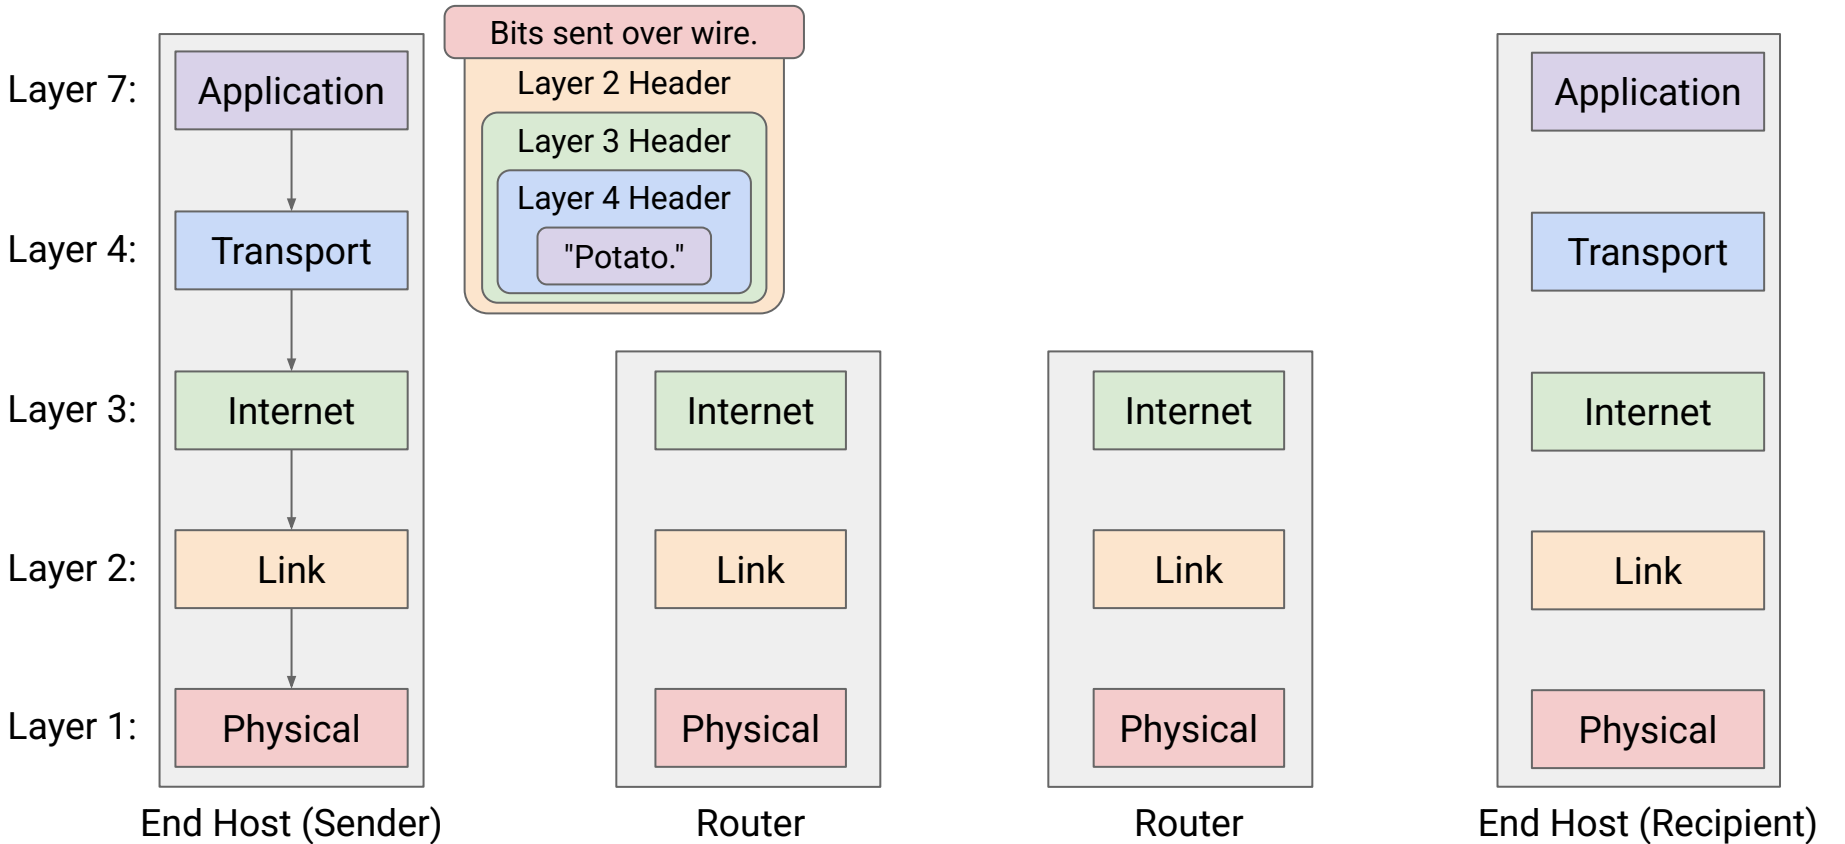 Bits sent over wire.
Layer 2 Header
Layer 3 Header
Layer 4 Header
"Potato."
Layer 7:
Application
Application
Layer 4:
Transport
Transport
Layer 3:
Internet
Internet
Internet
Internet
Layer 2:
Link
Link
Link
Link
Layer 1:
Physical
Physical
Physical
Physical
End Host (Sender)
Router
Router
End Host (Recipient)